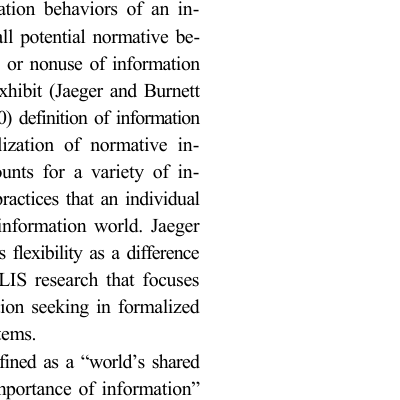 ation behaviors of an in-
all potential normative be-
or nonuse of information
xhibit (Jaeger and Burnett
0) definition of information
lization of normative in-
ounts for a variety of in-
practices that an individual
information world. Jaeger
s flexibility as a difference
LIS research that focuses
ion seeking in formalized
tems.
fined as a “world’s shared
mportance of information”